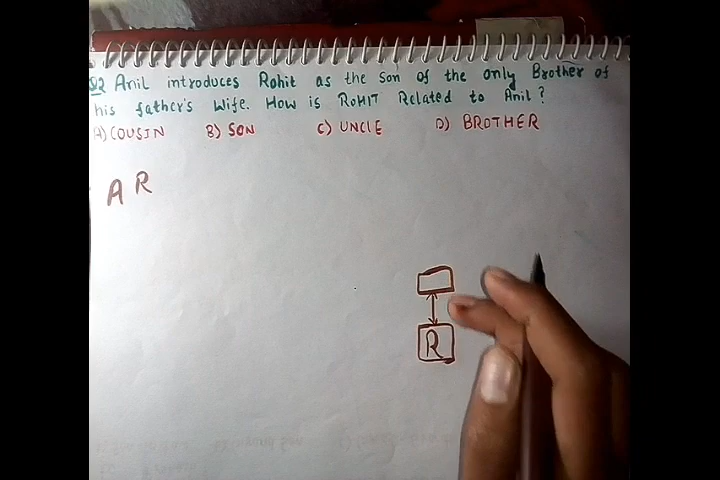 Q2 Anil introduces Rohit as the son of the only Brother of
his father's wife. How is ROHIT Related to Anil?
A) COUSIN B) SON C) UNCLE D) BROTHER
A R
R